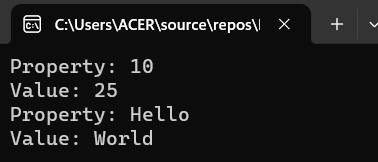 C:\Users\ACER\source\repos\
Property: 10
Value: 25
Property: Hello
Value: World